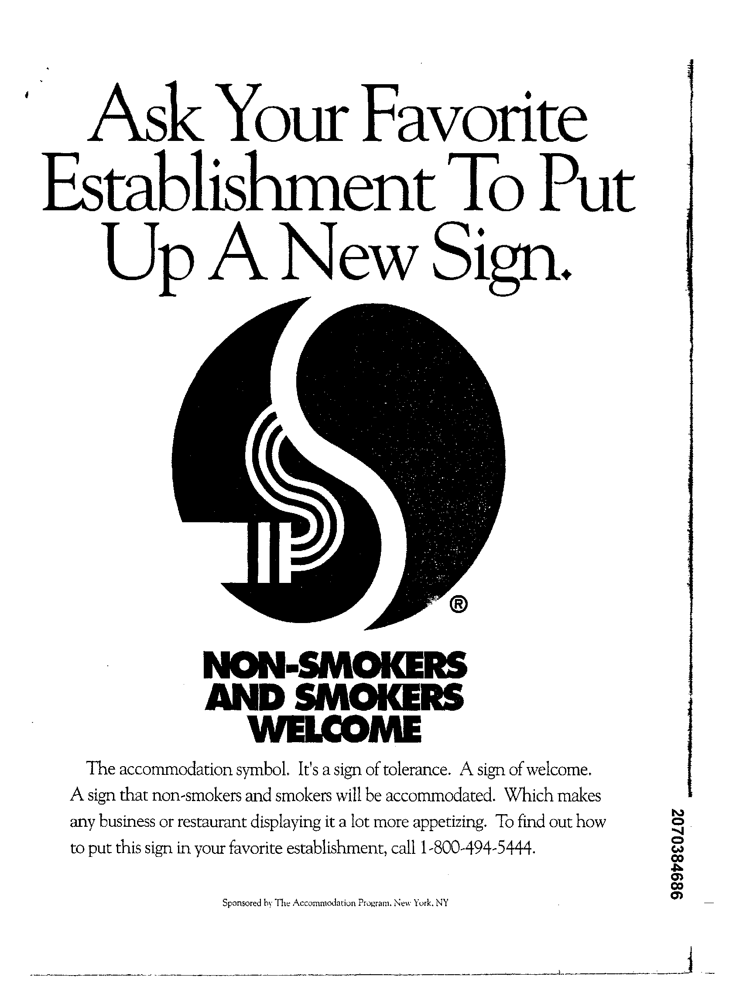 Ask Your Favorite
Establishment To Put
Up A New Sign.
®
NON-SMOKERS
AND SMOKERS
WELCOME
The accommodation symbol. It's a sign of tolerance. A sign of welcome.
A sign that non-smokers and smokers will be accommodated. Which makes
any business or restaurant displaying it a lot more appetizing. To find out how
to put this sign in your favorite establishment, call 1-800-494-5444.
Sponsored by The Accommodation Program, New York, NY
2070384686